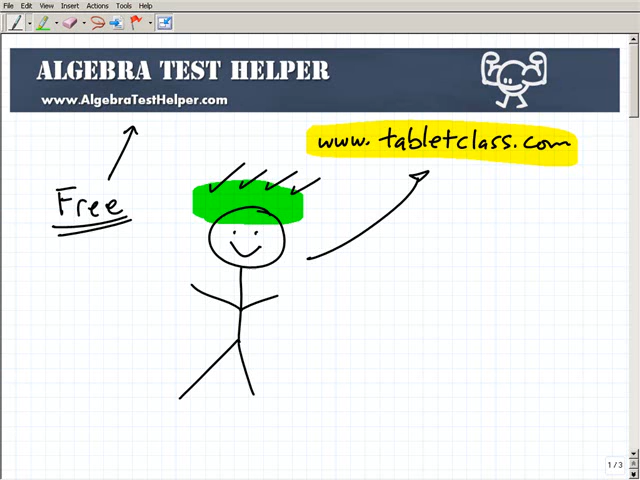 File Edit View Insert Actions Tools Help
ALGEBRA TEST HELPER
www.AlgebraTestHelper.com
www.tabletclass.com
Free
1 / 3